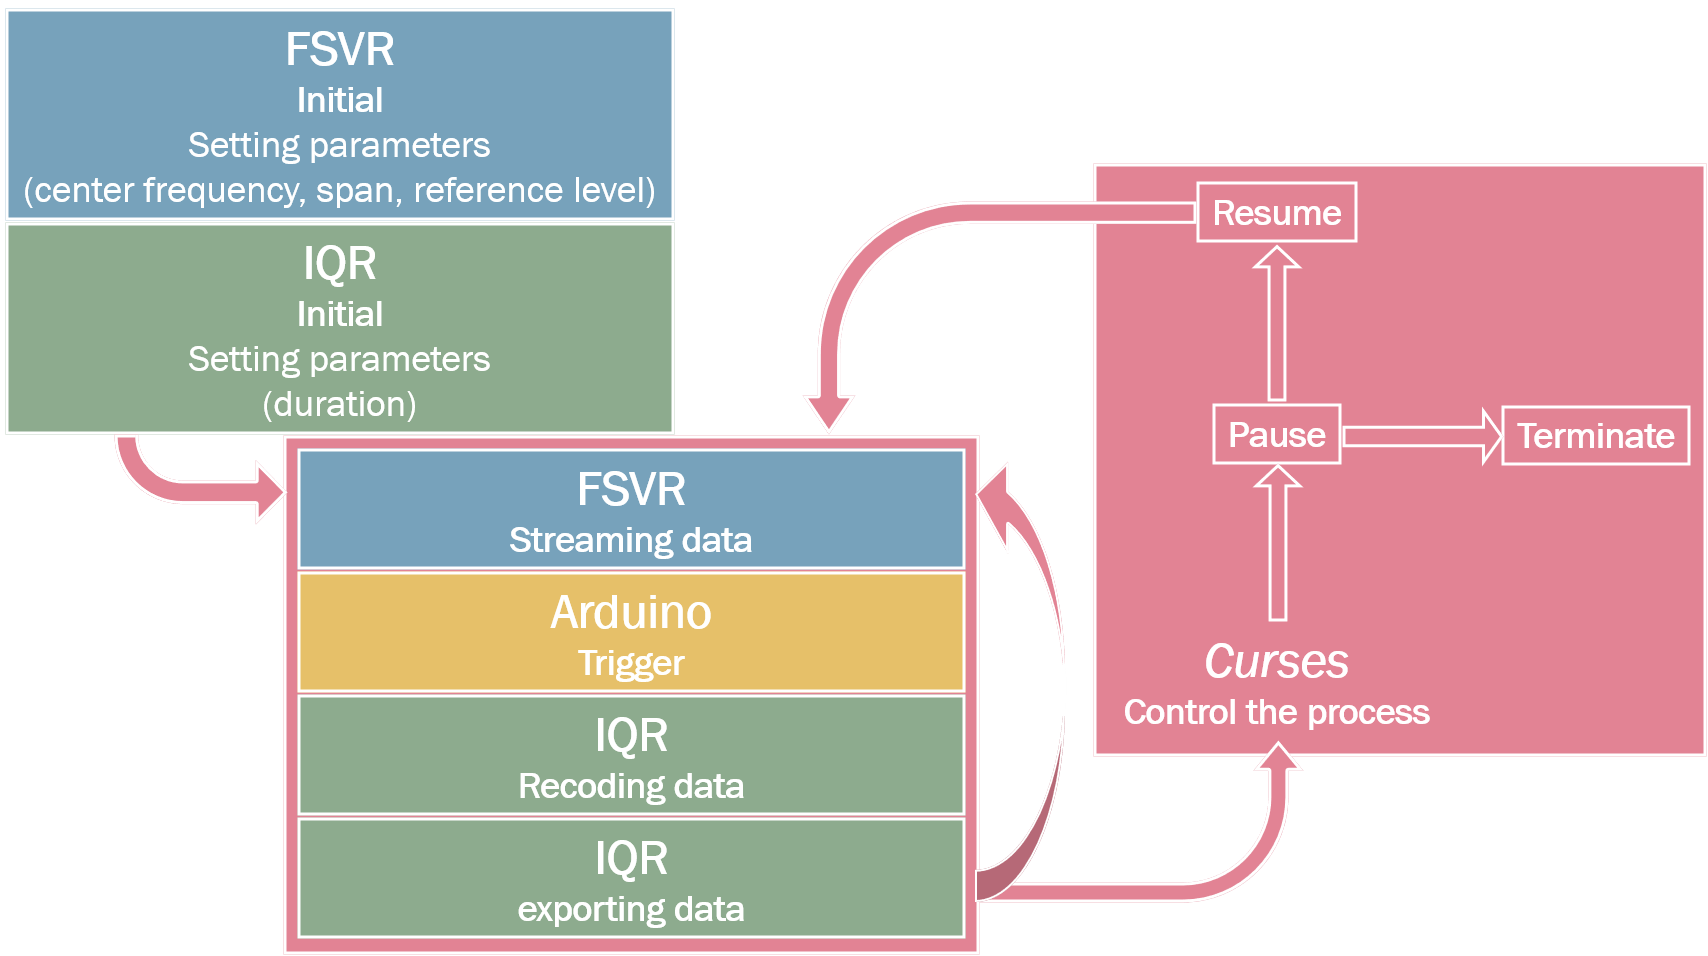 FSVR
Initial
Setting parameters
(center frequency, span, reference level)
IQR
Initial
Setting parameters
(duration)
FSVR
Streaming data
Arduino
Trigger
IQR
Recoding data
IQR
exporting data
Resume
Pause
Terminate
Curses
Control the process